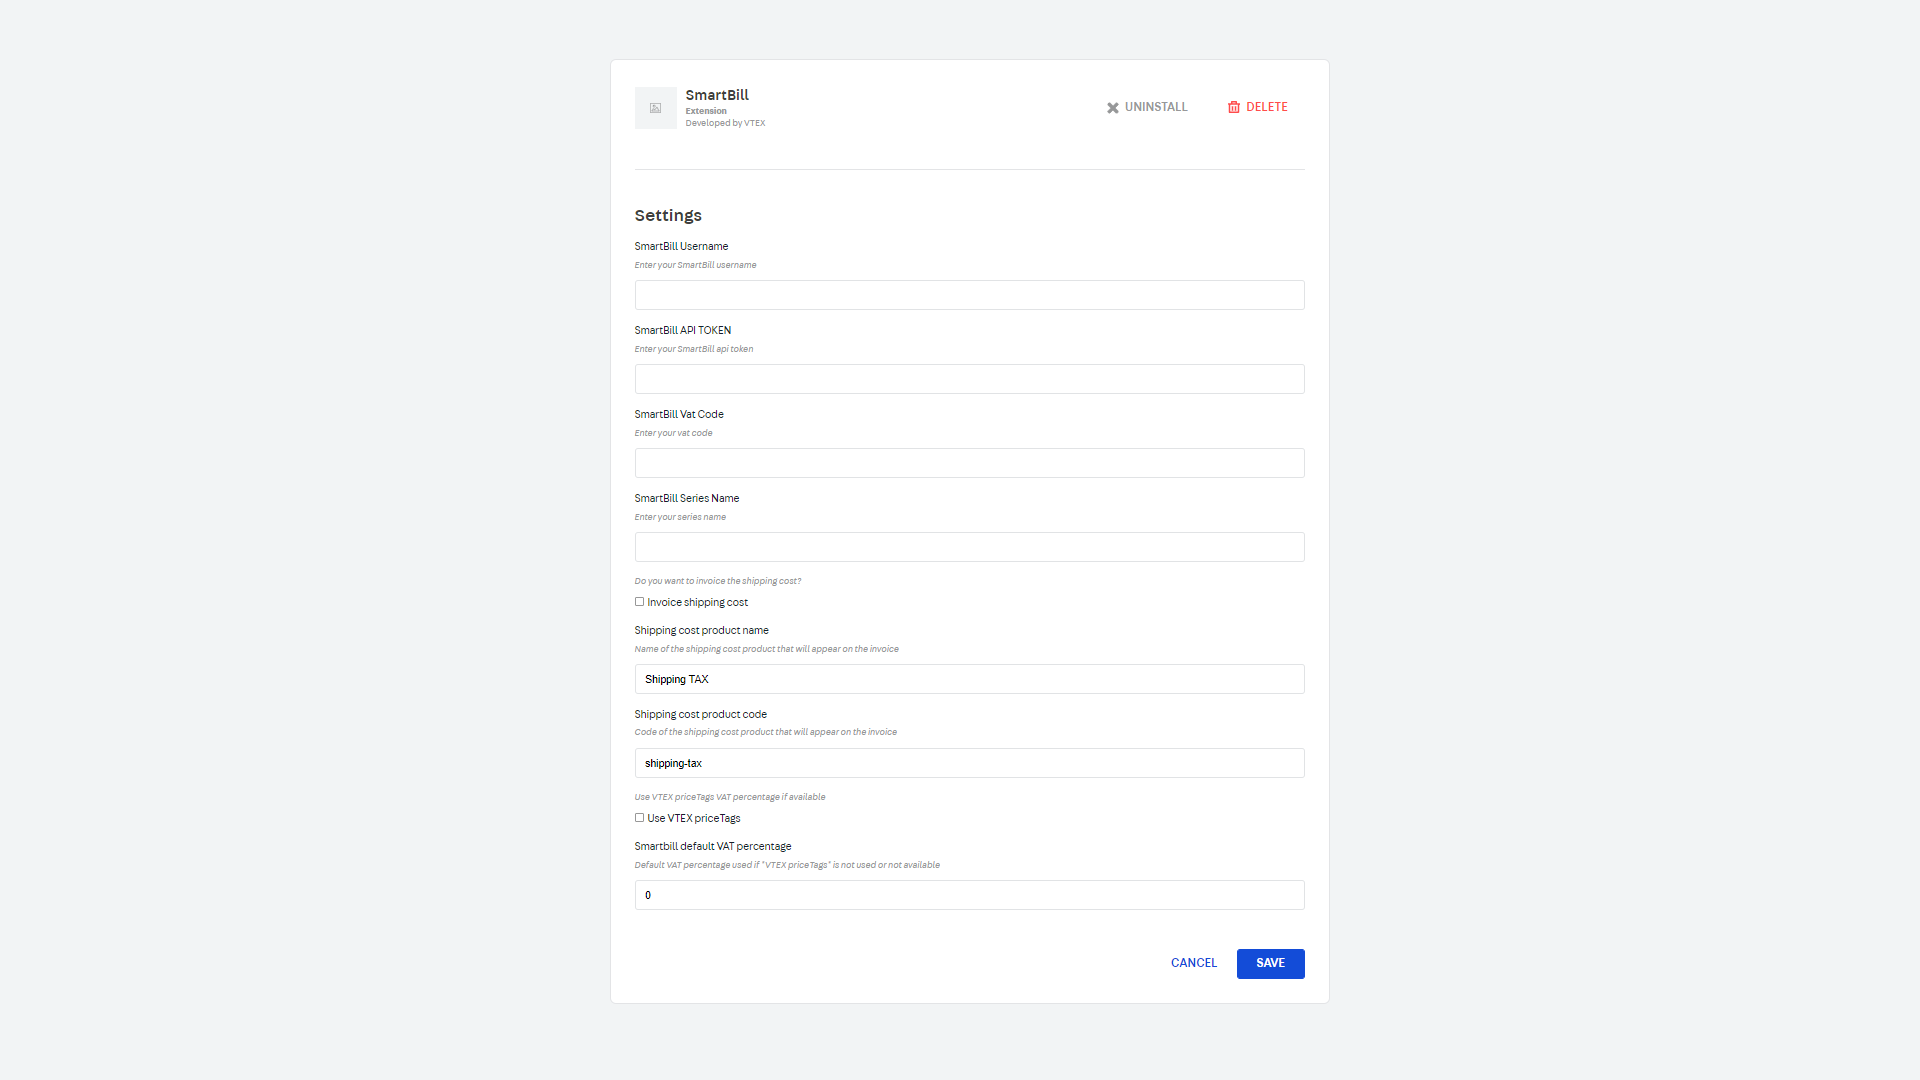 SmartBill
Extension
Developed by VTEX
UNINSTALL
DELETE
Settings
SmartBill Username
Enter your SmartBill username
SmartBill API TOKEN
Enter your SmartBill api token
SmartBill Vat Code
Enter your vat code
SmartBill Series Name
Enter your series name
Do you want to invoice the shipping cost?
Invoice shipping cost
Shipping cost product name
Name of the shipping cost product that will appear on the invoice
Shipping TAX
Shipping cost product code
Code of the shipping cost product that will appear on the invoice
shipping-tax
Use VTEX priceTags VAT percentage if available
Use VTEX priceTags
Smartbill default VAT percentage
Default VAT percentage used if "VTEX priceTags" is not used or not available
0
CANCEL
SAVE